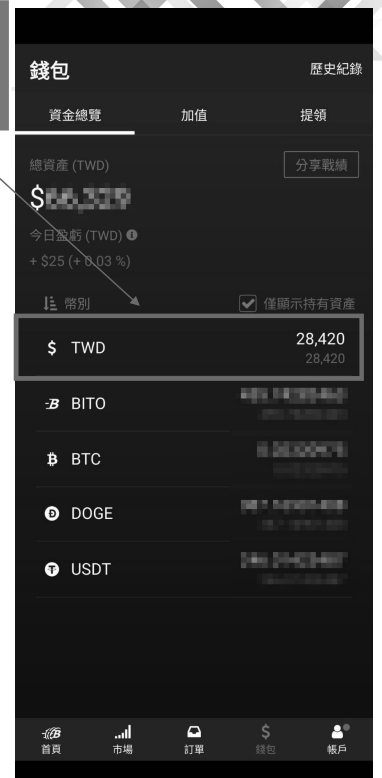 錢包 歷史紀錄
資金總覽 加值 提領
總資產 (TWD) 分享戰績
$
今日盈虧 (TWD)
+ $25 (+ 0.03 %)
幣別 僅顯示持有資產
$ TWD 28,420
28,420
BITO
BTC
DOGE
USDT
首頁 市場 訂單 錢包 帳戶